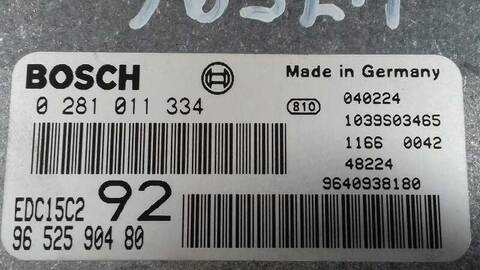 BOSCH
Made in Germany
0 281 011 334
810
040224
1039S03465
1166 0042
48224
9640938180
EDC15C2 92
96 525 904 80